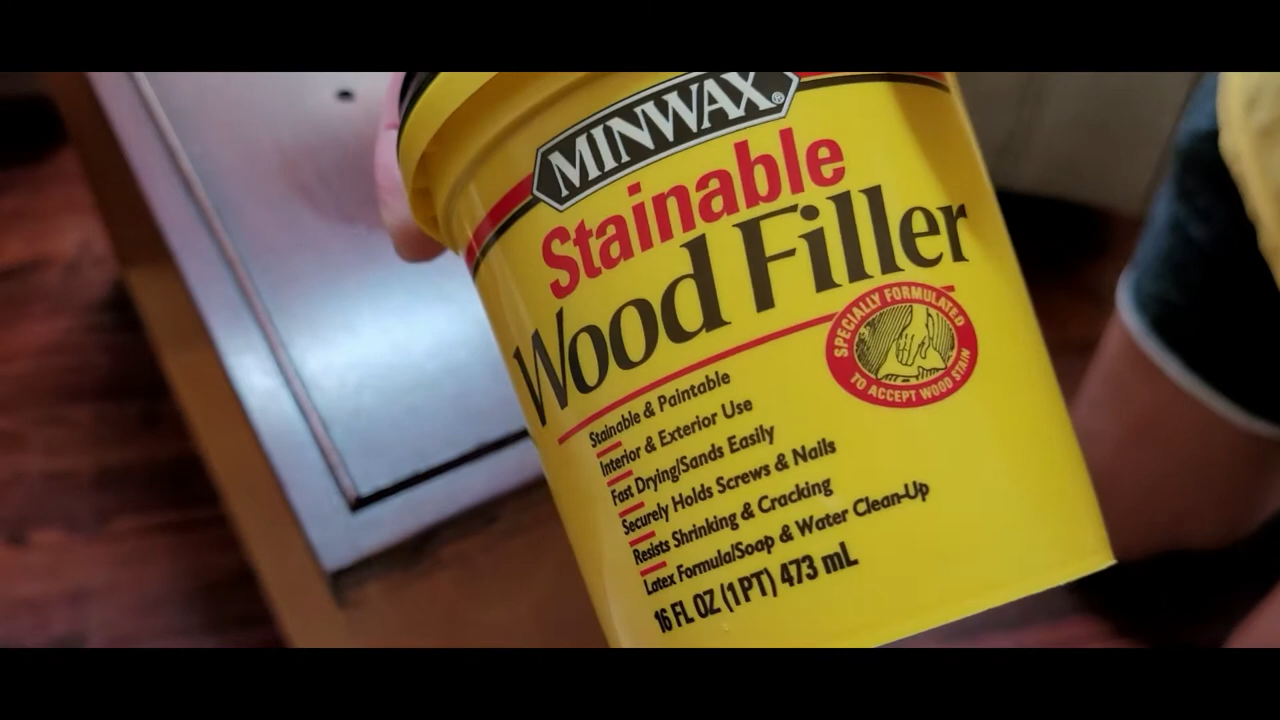 MINWAX®
Stainable
Wood Filler
SPECIALLY FORMULATED
TO ACCEPT WOOD STAIN
Stainable & Paintable
Interior & Exterior Use
Fast Drying/Sands Easily
Securely Holds Screws & Nails
Resists Shrinking & Cracking
Latex Formula/Soap & Water Clean-Up
16 FL OZ (1 PT) 473 mL